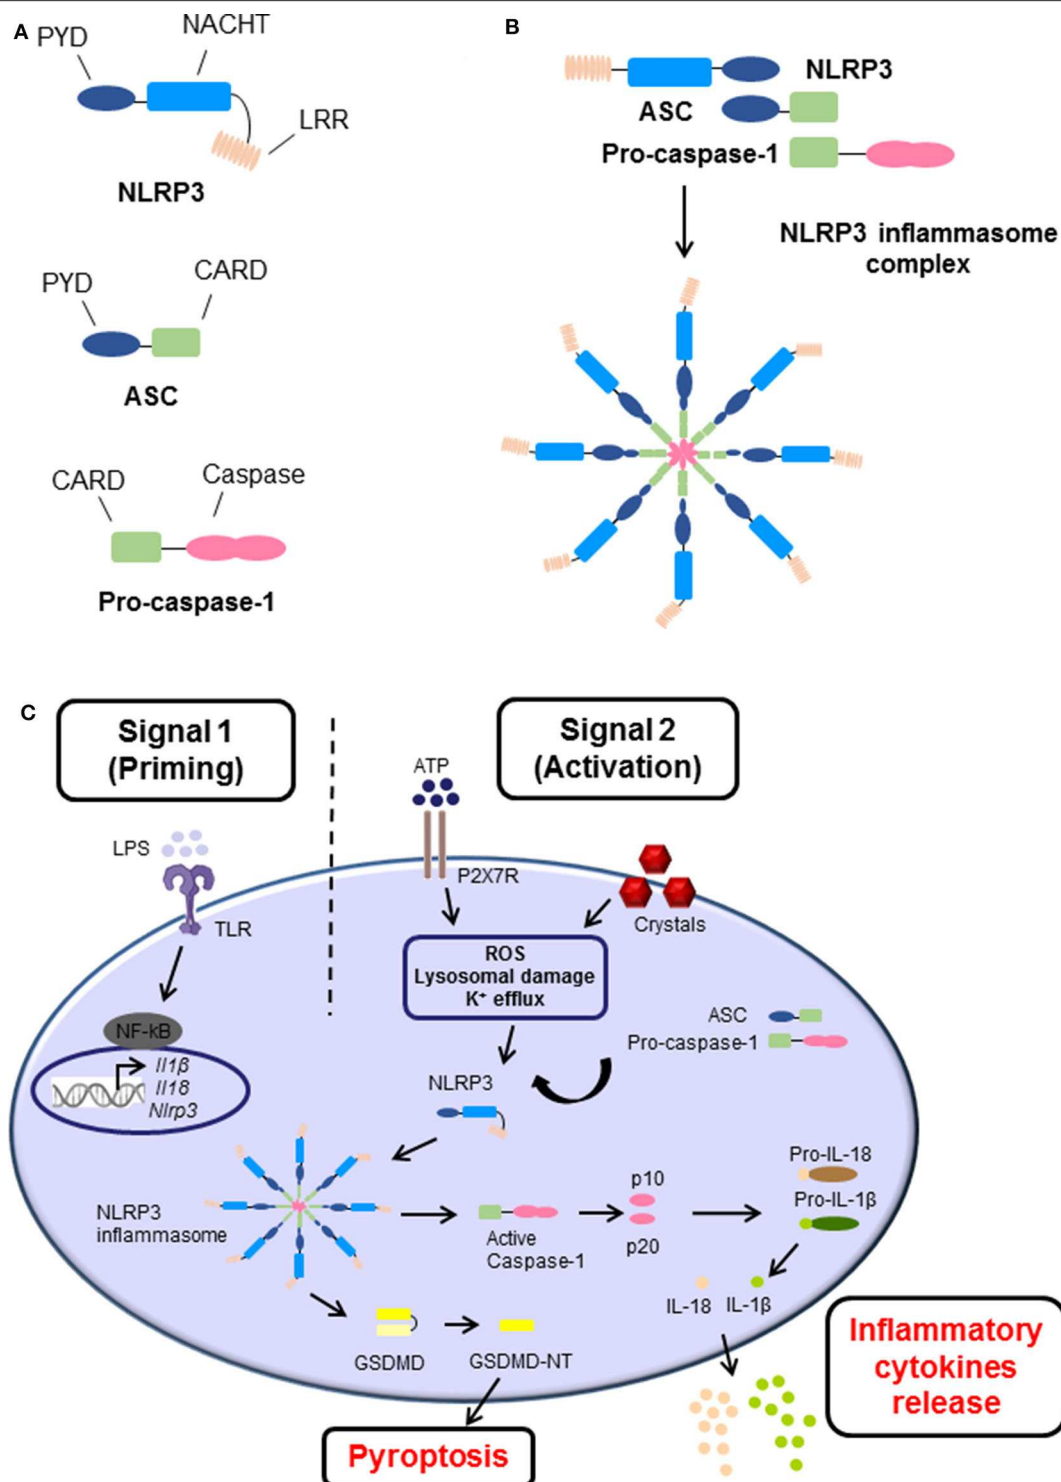 A
PYD
NACHT
LRR
NLRP3
PYD
CARD
ASC
CARD
Caspase
Pro-caspase-1
B
NLRP3
ASC
Pro-caspase-1
NLRP3 inflammasome
complex
C
Signal 1
(Priming)
Signal 2
(Activation)
ATP
LPS
P2X7R
TLR
Crystals
ROS
Lysosomal damage
K⁺ efflux
NF-kB
Il1β
Il18
Nlrp3
ASC
Pro-caspase-1
NLRP3
NLRP3
inflammasome
Active
Caspase-1
p10
p20
Pro-IL-18
Pro-IL-1β
IL-18
IL-1β
GSDMD
GSDMD-NT
Pyroptosis
Inflammatory
cytokines
release